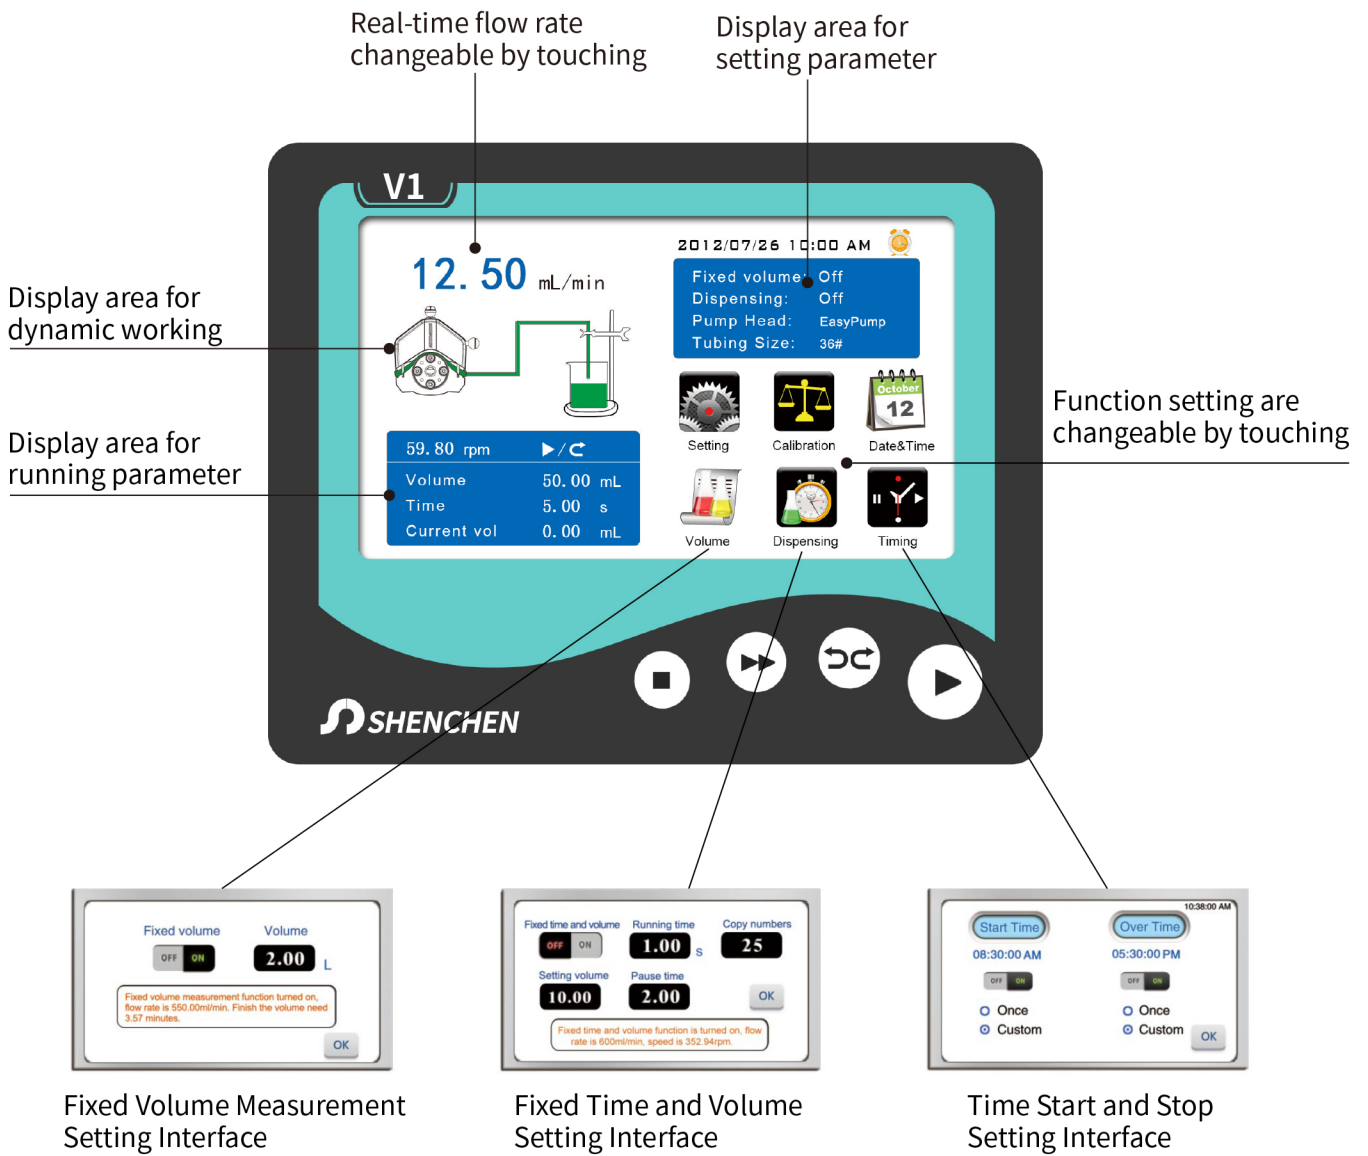 Real-time flow rate
changeable by touching
Display area for
setting parameter
V1
2012/07/26 10:00 AM
12.50 mL/min
Fixed volume: Off
Dispensing: Off
Pump Head: EasyPump
Tubing Size: 36#
Display area for
dynamic working
October
12
Setting
Calibration
Date&Time
Function setting are
changeable by touching
Display area for
running parameter
59.80 rpm
Volume 50.00 mL
Time 5.00 s
Current vol 0.00 mL
Volume
Dispensing
Timing
SHENCHEN
Fixed volume
Volume
OFF ON
2.00 L
Fixed volume measurement function turned on,
flow rate is 550.00ml/min. Finish the volume need
3.57 minutes.
OK
Fixed Volume Measurement
Setting Interface
Fixed time and volume
Running time
Copy numbers
OFF ON
1.00 s
25
Setting volume
Pause time
10.00
2.00
OK
Fixed time and volume function is turned on, flow
rate is 600ml/min, speed is 352.94rpm.
Fixed Time and Volume
Setting Interface
10:38:00 AM
Start Time
Over Time
08:30:00 AM
05:30:00 PM
OFF ON
OFF ON
Once
Once
Custom
Custom
OK
Time Start and Stop
Setting Interface